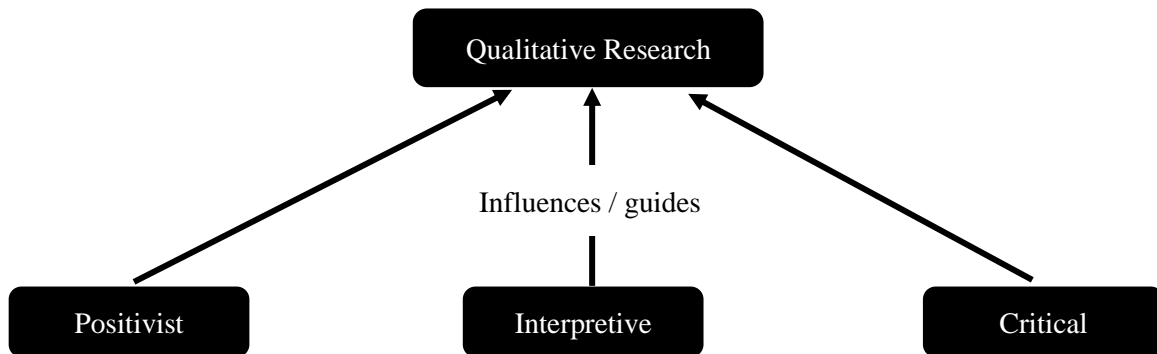 Qualitative Research
Influences / guides
Positivist
Interpretive
Critical